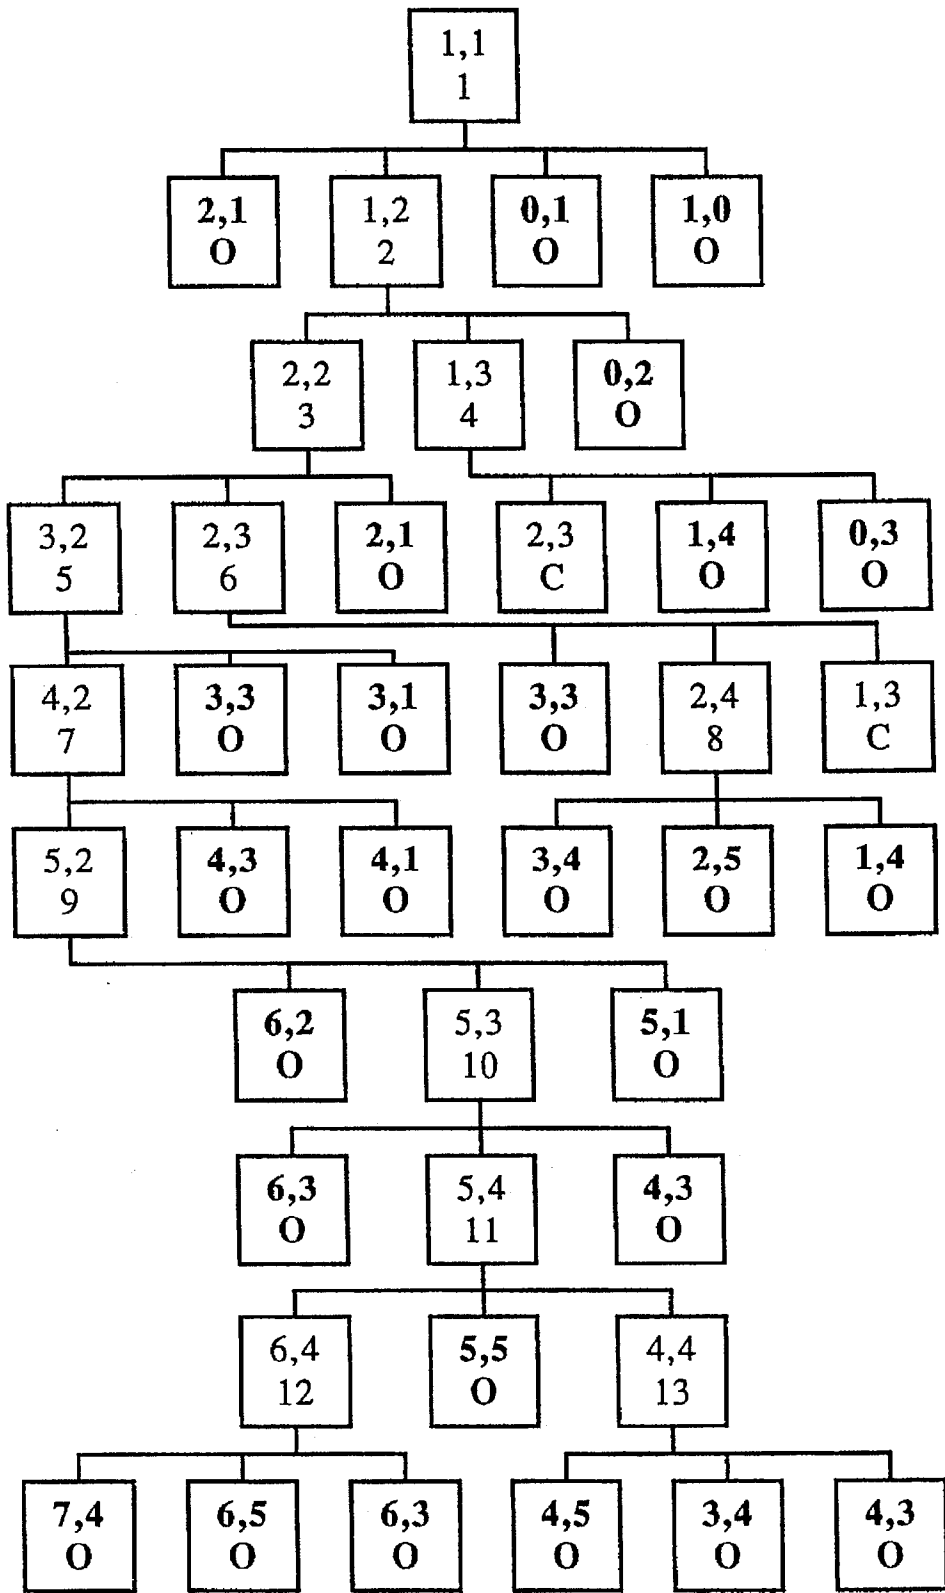 1,1
1
2,1
O
1,2
2
0,1
O
1,0
O
2,2
3
1,3
4
0,2
O
3,2
5
2,3
6
2,1
O
2,3
C
1,4
O
0,3
O
4,2
7
3,3
O
3,1
O
3,3
O
2,4
8
1,3
C
5,2
9
4,3
O
4,1
O
3,4
O
2,5
O
1,4
O
6,2
O
5,3
10
5,1
O
6,3
O
5,4
11
4,3
O
6,4
12
5,5
O
4,4
13
7,4
O
6,5
O
6,3
O
4,5
O
3,4
O
4,3
O